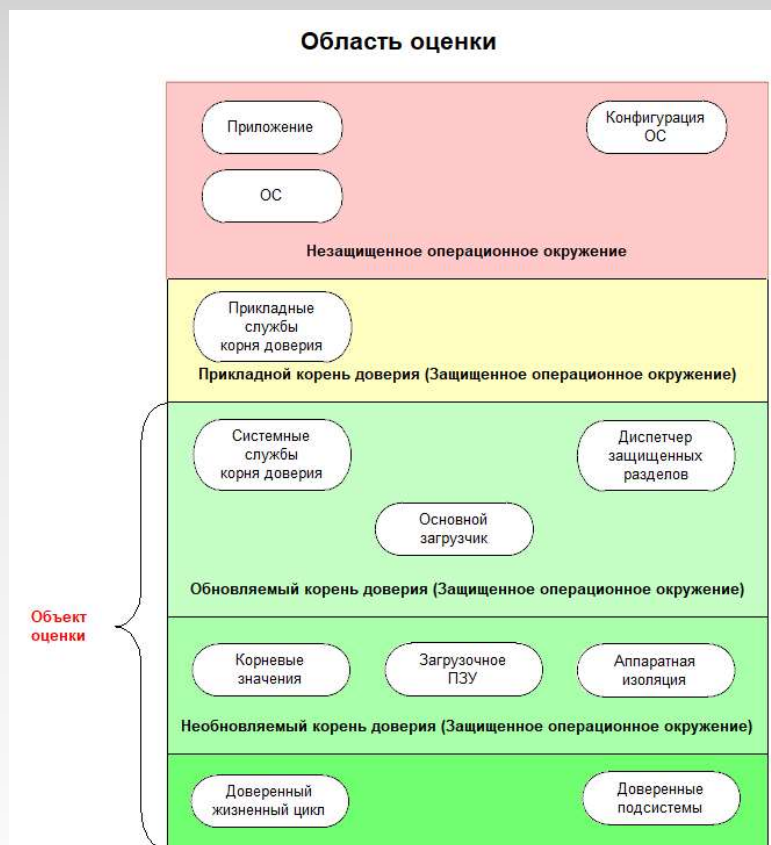 Область оценки
Приложение
Конфигурация
ОС
ОС
Незащищенное операционное окружение
Прикладные
службы
корня доверия
Прикладной корень доверия (Защищенное операционное окружение)
Системные
службы
корня доверия
Диспетчер
защищенных
разделов
Основной
загрузчик
Обновляемый корень доверия (Защищенное операционное окружение)
Объект
оценки
Корневые
значения
Загрузочное
ПЗУ
Аппаратная
изоляция
Необновляемый корень доверия (Защищенное операционное окружение)
Доверенный
жизненный цикл
Доверенные
подсистемы